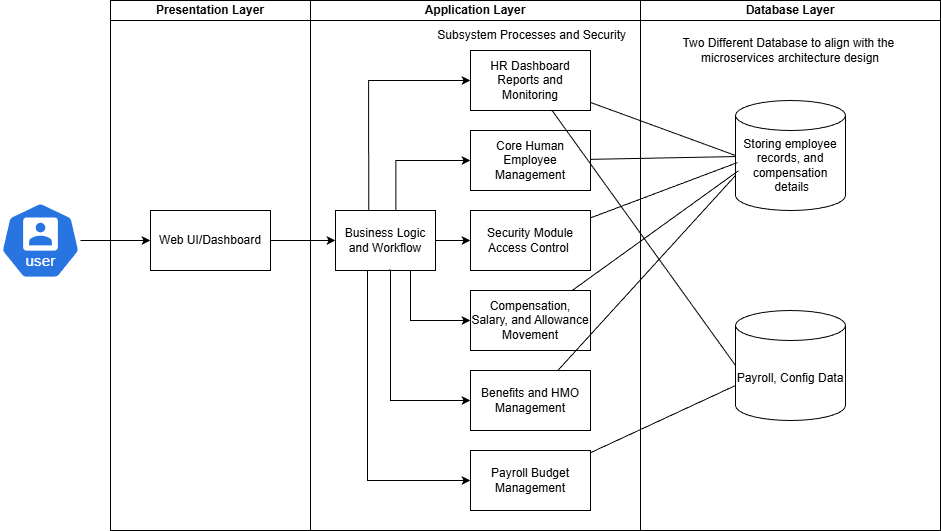 Presentation Layer
Application Layer
Database Layer
Subsystem Processes and Security
Two Different Database to align with the
microservices architecture design
HR Dashboard
Reports and
Monitoring
Core Human
Employee
Management
Storing employee
records, and
compensation
details
user
Web UI/Dashboard
Business Logic
and Workflow
Security Module
Access Control
Compensation,
Salary, and Allowance
Movement
Payroll, Config Data
Benefits and HMO
Management
Payroll Budget
Management